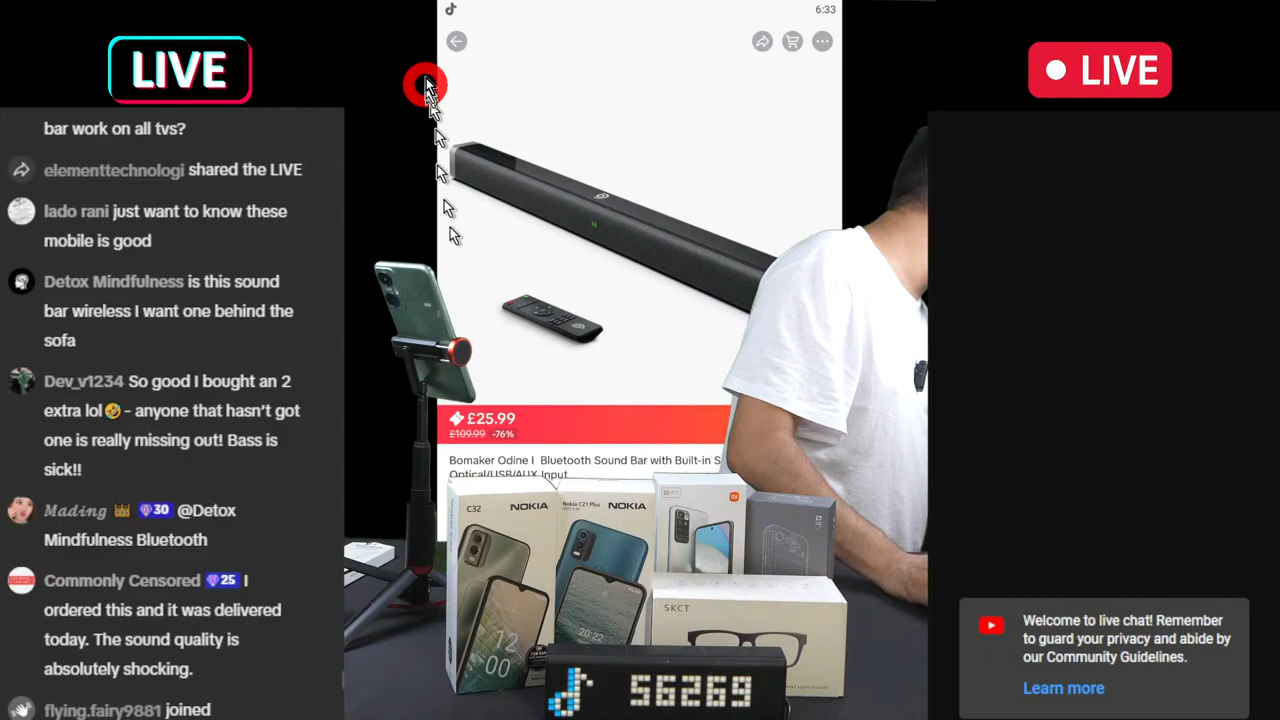 LIVE
bar work on all tvs?
elementtechnologi shared the LIVE
lado rani just want to know these
mobile is good
Detox Mindfulness is this sound
bar wireless I want one behind the
sofa
Dev_v1234 So good I bought an 2
extra lol🤣 - anyone that hasn't got
one is really missing out! Bass is
sick!!
Mading 👑 30 @Detox
Mindfulness Bluetooth
Commonly Censored 25 I
ordered this and it was delivered
today. The sound quality is
absolutely shocking.
flying.fairy9881 joined
6:33
£25.99
£109.99 -76%
Bomaker Odine I Bluetooth Sound Bar with Built-in S
Optical/USB/AUX Input
C32 NOKIA
12
00
Nokia C21 Plus NOKIA
20:22
SKCT
56269
LIVE
Welcome to live chat! Remember
to guard your privacy and abide by
our Community Guidelines.
Learn more